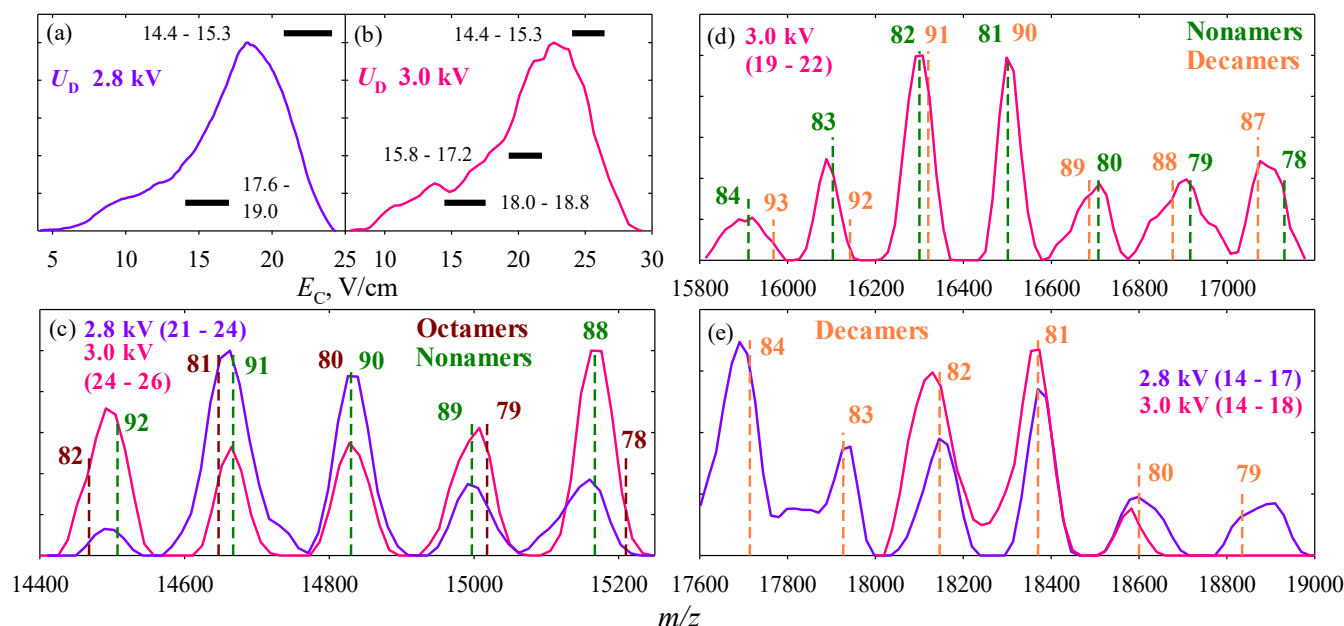 (a)
14.4 - 15.3
U_D 2.8 kV
17.6 -
19.0
5 10 15 20 25
(b)
14.4 - 15.3
U_D 3.0 kV
15.8 - 17.2
18.0 - 18.8
15 20 25 30
E_C, V/cm
(d)
3.0 kV
(19 - 22)
Nonamers
Decamers
84 93 83 92 82 91 81 90 89 80 88 79 87 78
15800 16000 16200 16400 16600 16800 17000
(c)
2.8 kV (21 - 24)
3.0 kV
(24 - 26)
Octamers
Nonamers
82 92 81 91 80 90 89 79 88 78
14400 14600 14800 15000 15200
(e)
Decamers
2.8 kV (14 - 17)
3.0 kV (14 - 18)
84 83 82 81 80 79
17600 17800 18000 18200 18400 18600 18800 19000
m/z